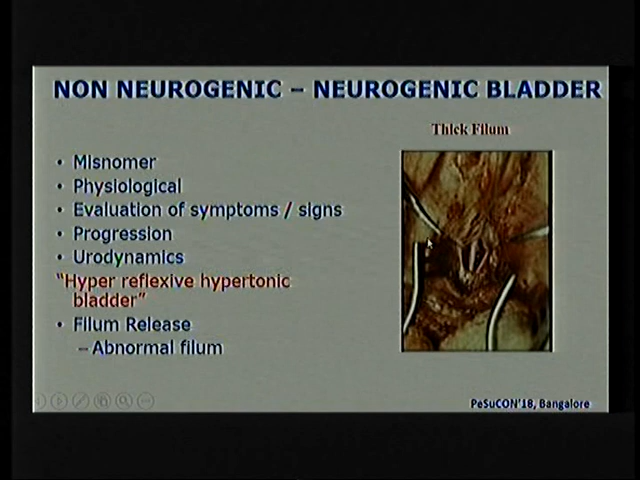 NON NEUROGENIC – NEUROGENIC BLADDER
Thick Filum
• Misnomer
• Physiological
• Evaluation of symptoms / signs
• Progression
• Urodynamics
“Hyper reflexive hypertonic
bladder”
• Filum Release
– Abnormal filum
PeSuCON'18, Bangalore